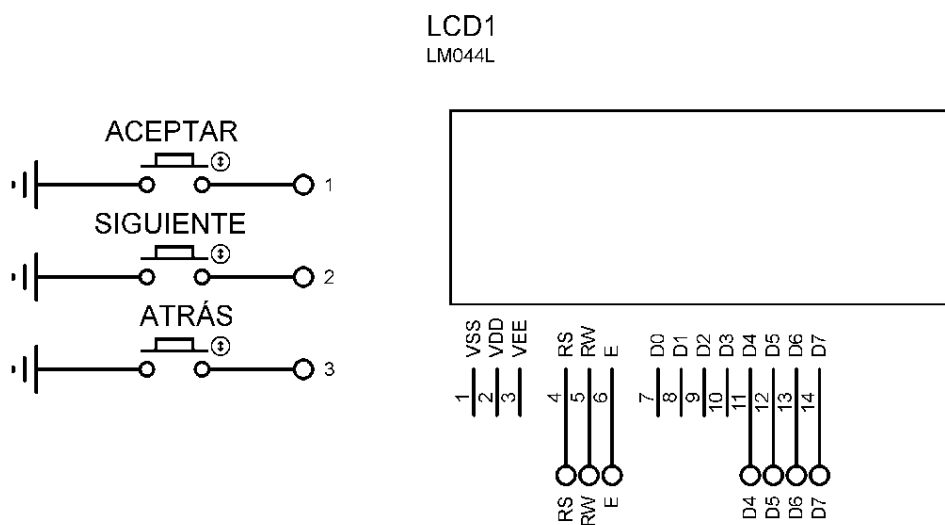 LCD1
LM044L
ACEPTAR
1
SIGUIENTE
2
ATRÁS
3
VSS
VDD
VEE
RS
RW
E
D0
D1
D2
D3
D4
D5
D6
D7
1
2
3
4
5
6
7
8
9
10
11
12
13
14
RS
RW
E
D4
D5
D6
D7